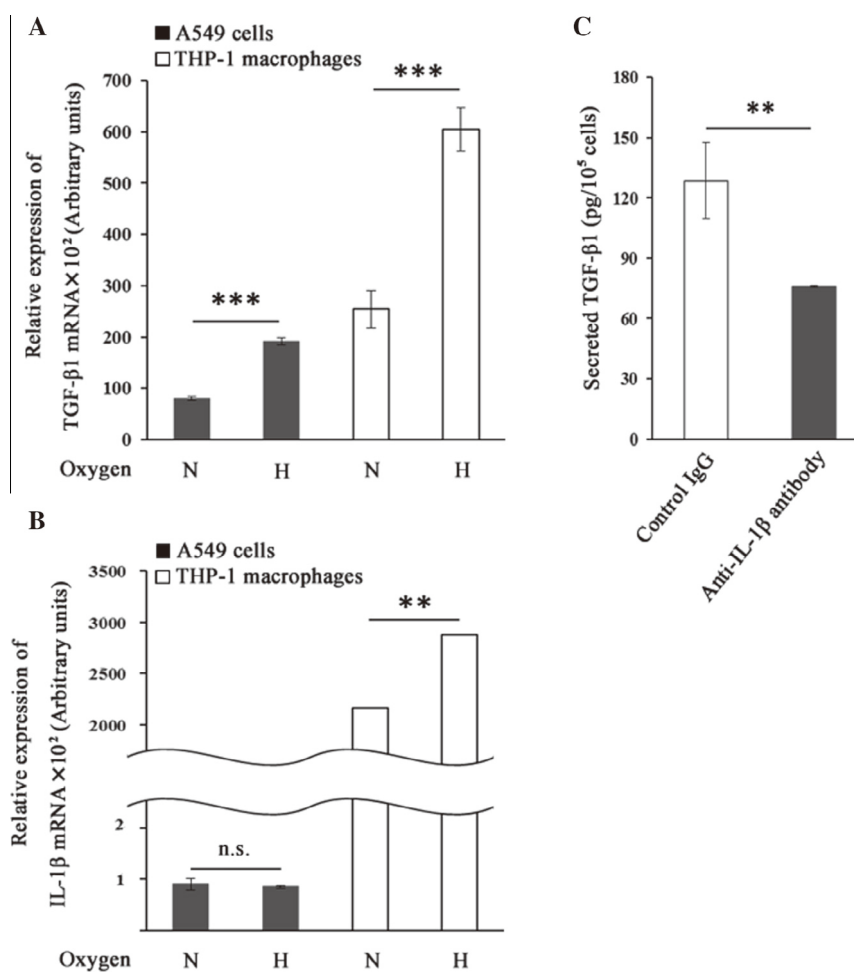 A
■ A549 cells
□ THP-1 macrophages
Relative expression of
TGF-β1 mRNA×10² (Arbitrary units)
700
600
500
400
300
200
100
0
***
***
Oxygen N H N H
B
■ A549 cells
□ THP-1 macrophages
Relative expression of
IL-1β mRNA ×10² (Arbitrary units)
3500
3000
2500
2000
2
1
n.s.
**
Oxygen N H N H
C
Secreted TGF-β1 (pg/10⁵ cells)
180
150
120
90
60
30
0
**
Control IgG
Anti-IL-1β antibody